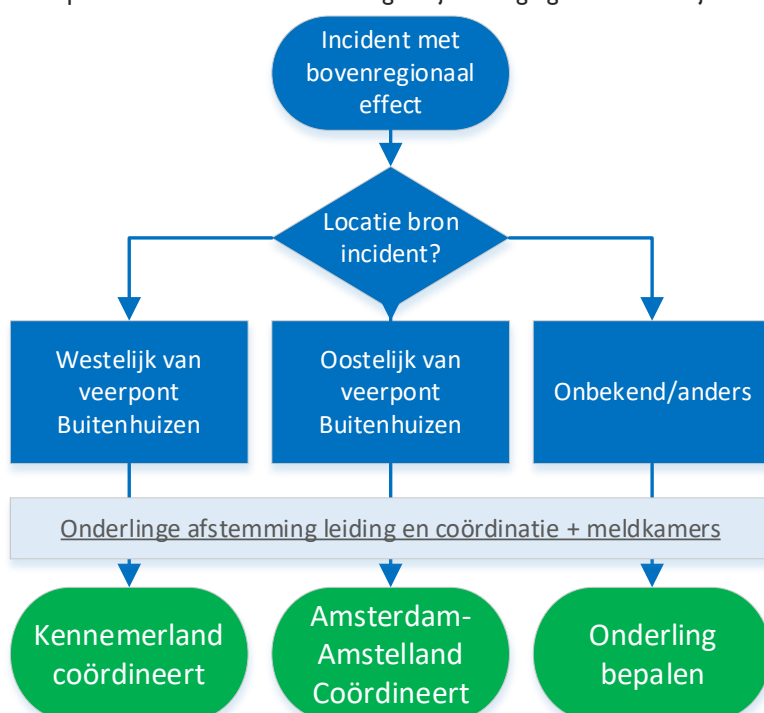 Incident met
bovenregionaal
effect
Locatie bron
incident?
Westelijk van
veerpont
Buitenhuizen
Oostelijk van
veerpont
Buitenhuizen
Onbekend/anders
Onderlinge afstemming leiding en coördinatie + meldkamers
Kennemerland
coördineert
Amsterdam-
Amstelland
Coördineert
Onderling
bepalen